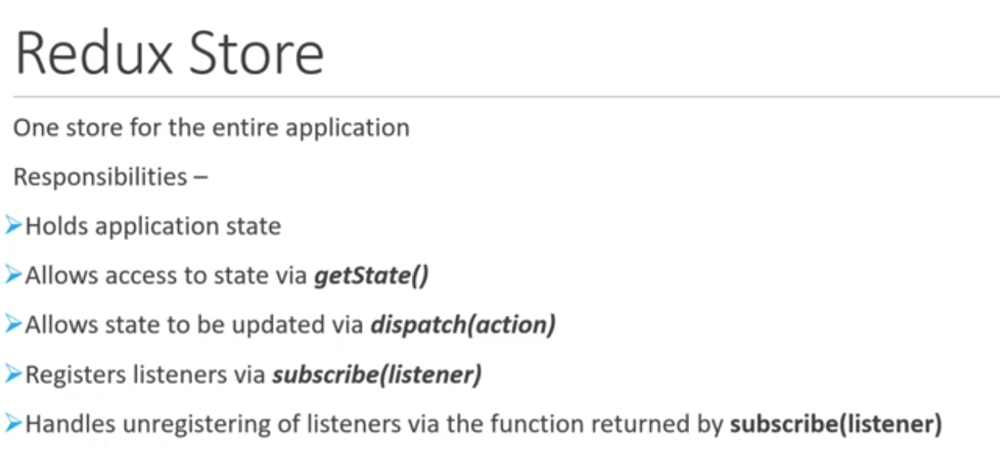 Redux Store
One store for the entire application
Responsibilities –
➤Holds application state
➤Allows access to state via getState()
➤Allows state to be updated via dispatch(action)
➤Registers listeners via subscribe(listener)
➤Handles unregistering of listeners via the function returned by subscribe(listener)